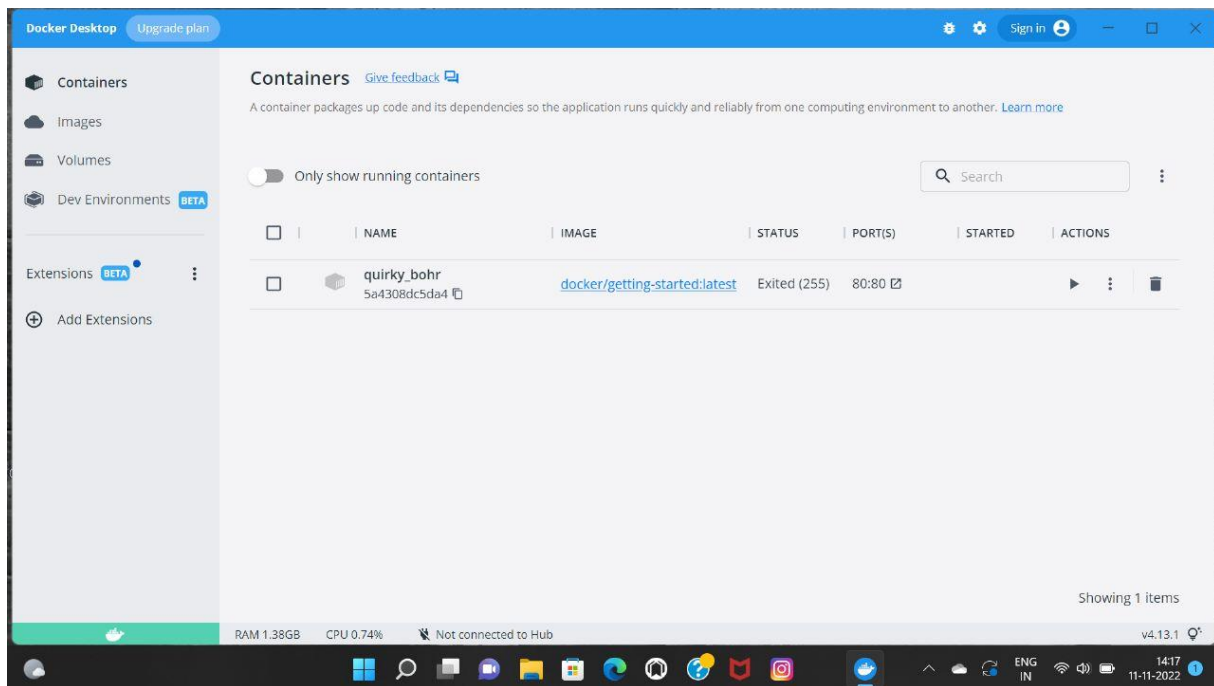 Docker Desktop Upgrade plan Sign in
Containers
Images
Volumes
Dev Environments BETA
Extensions BETA
Add Extensions
Containers Give feedback
A container packages up code and its dependencies so the application runs quickly and reliably from one computing environment to another. Learn more
Only show running containers Search
NAME IMAGE STATUS PORT(S) STARTED ACTIONS
quirky_bohr docker/getting-started:latest Exited (255) 80:80
5a4308dc5da4
Showing 1 items
RAM 1.38GB CPU 0.74% Not connected to Hub v4.13.1
ENG 14:17
IN 11-11-2022 1